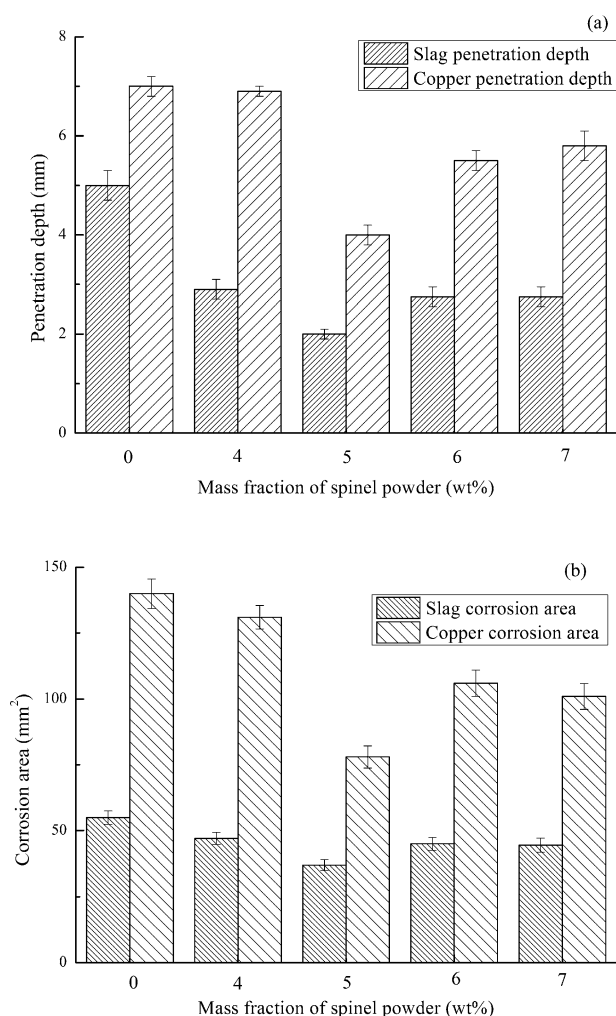 (a)
Slag penetration depth
Copper penetration depth
Penetration depth (mm)
8
6
4
2
0
0 4 5 6 7
Mass fraction of spinel powder (wt%)
(b)
Slag corrosion area
Copper corrosion area
Corrosion area (mm²)
150
100
50
0
0 4 5 6 7
Mass fraction of spinel powder (wt%)